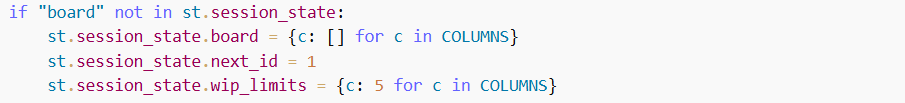 if "board" not in st.session_state:
    st.session_state.board = {c: [] for c in COLUMNS}
    st.session_state.next_id = 1
    st.session_state.wip_limits = {c: 5 for c in COLUMNS}